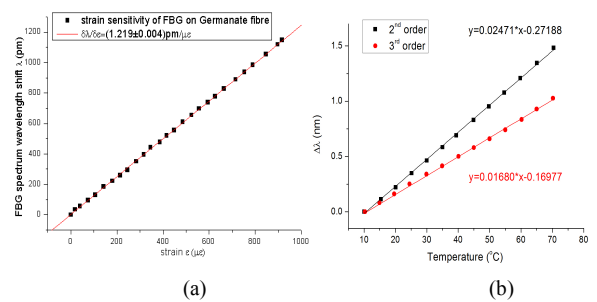 strain sensitivity of FBG on Germanate fibre
δλ/δε=(1.219±0.004)pm/με
FBG spectrum wavelength shift λ (pm)
1200
1000
800
600
400
200
0
0 200 400 600 800 1000
strain ε (με)
(a)
2nd order
3rd order
y=0.02471*x-0.27188
y=0.01680*x-0.16977
Δλ (nm)
1.5
1.0
0.5
0.0
0 10 20 30 40 50 60 70 80
Temperature (°C)
(b)